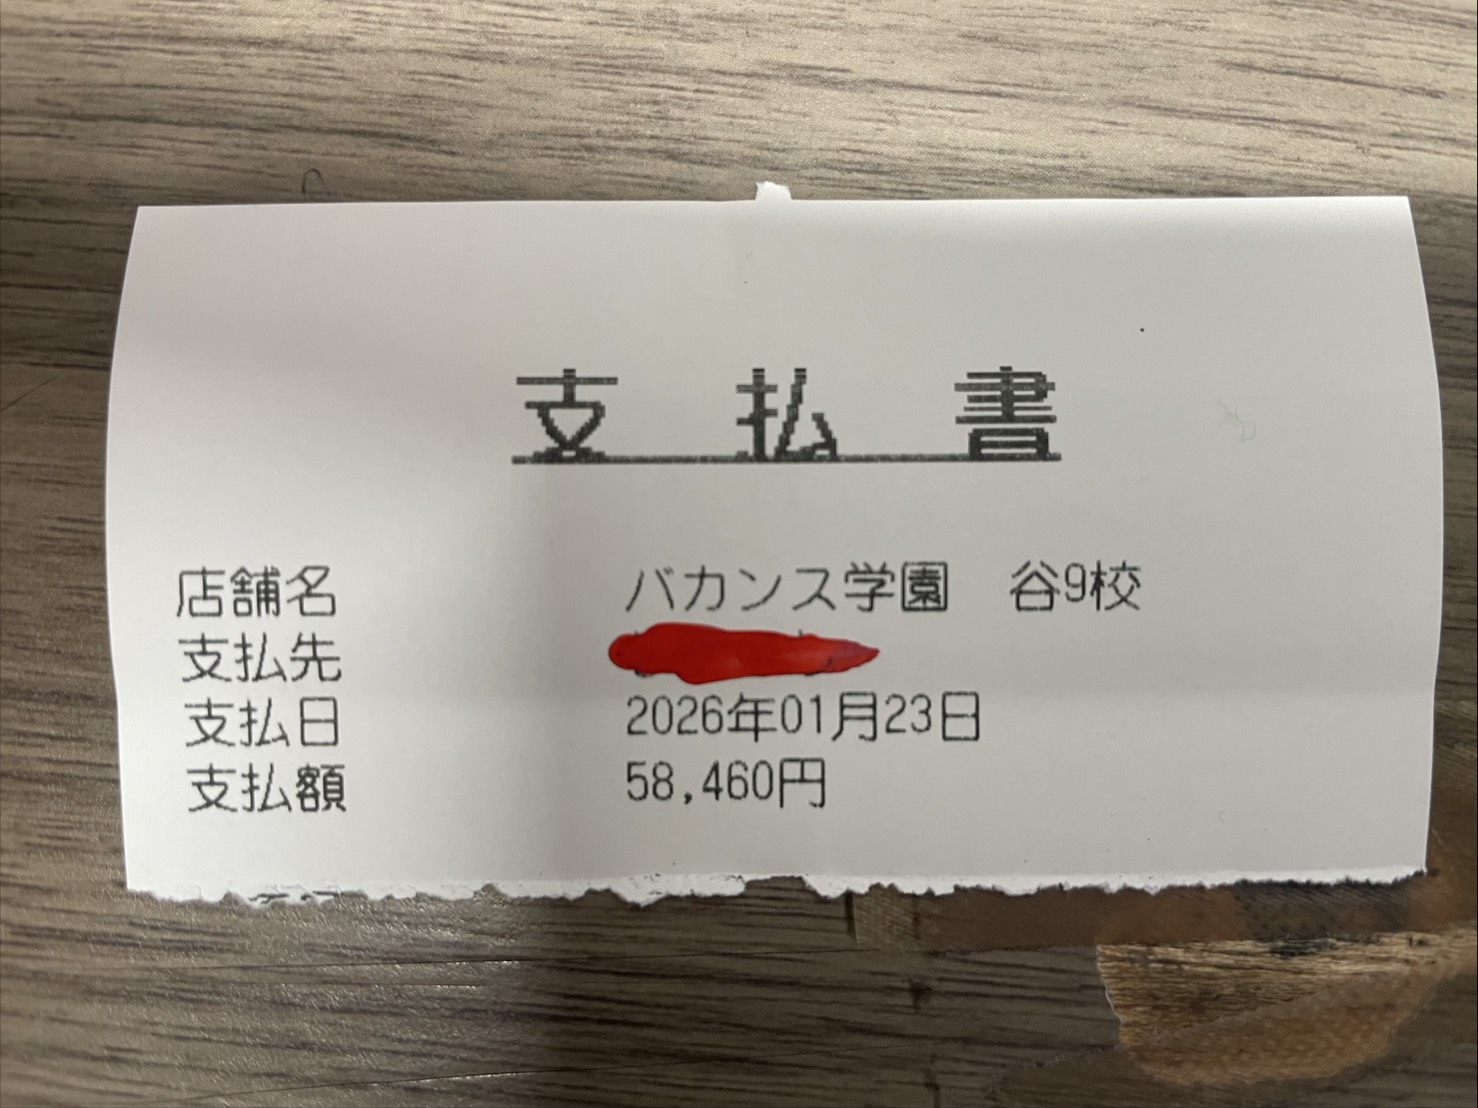 支払書
店舗名 バカンス学園 谷9校
支払先
支払日 2026年01月23日
支払額 58,460円